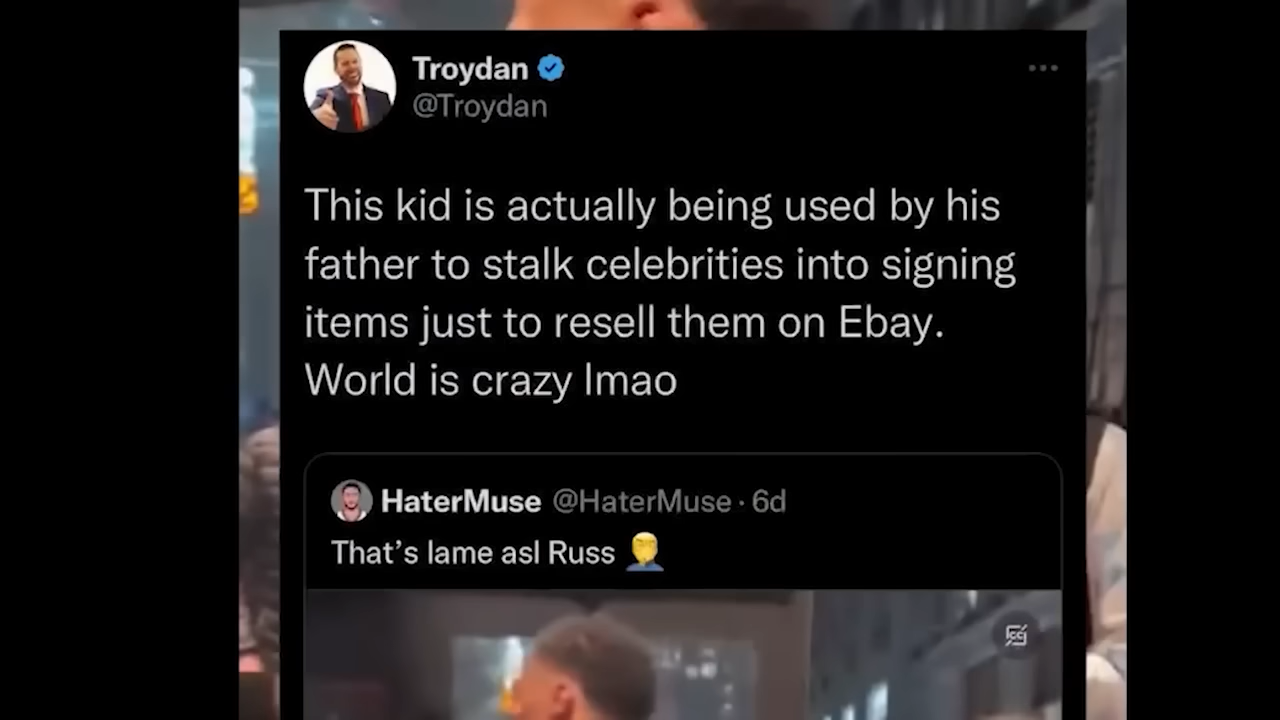 Troydan
@Troydan
This kid is actually being used by his
father to stalk celebrities into signing
items just to resell them on Ebay.
World is crazy lmao
HaterMuse @HaterMuse · 6d
That’s lame asl Russ 🤦‍♂️